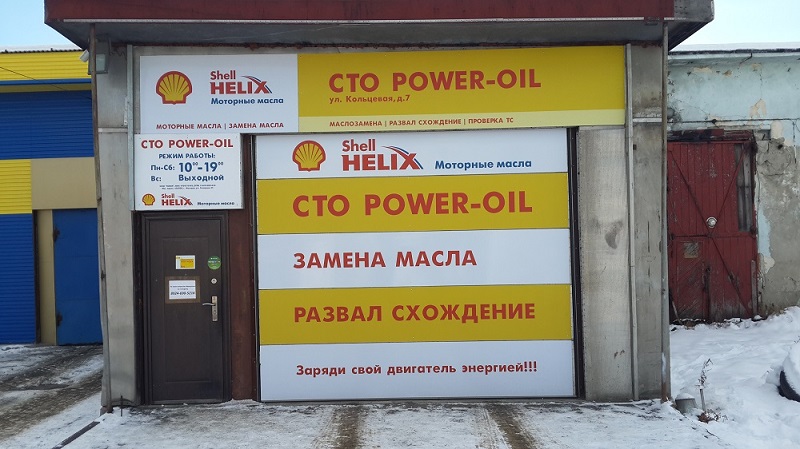 Shell
HELIX
Моторные масла
СТО POWER-OIL
ул. Кольцевая, д.7
МОТОРНЫЕ МАСЛА | ЗАМЕНА МАСЛА
МАСЛОЗАМЕНА | РАЗВАЛ СХОЖДЕНИЕ | ПРОВЕРКА ТС
СТО POWER-OIL
РЕЖИМ РАБОТЫ:
Пн-Сб: 10⁰⁰-19⁰⁰
Вс: Выходной
Shell
HELIX Моторные масла
Shell
HELIX Моторные масла
СТО POWER-OIL
ЗАМЕНА МАСЛА
РАЗВАЛ СХОЖДЕНИЕ
Заряди свой двигатель энергией!!!